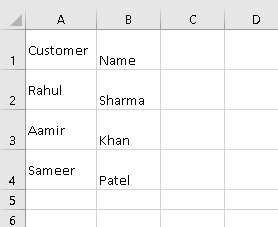 A B C D
1 Customer Name
2 Rahul Sharma
3 Aamir Khan
4 Sameer Patel
5
6